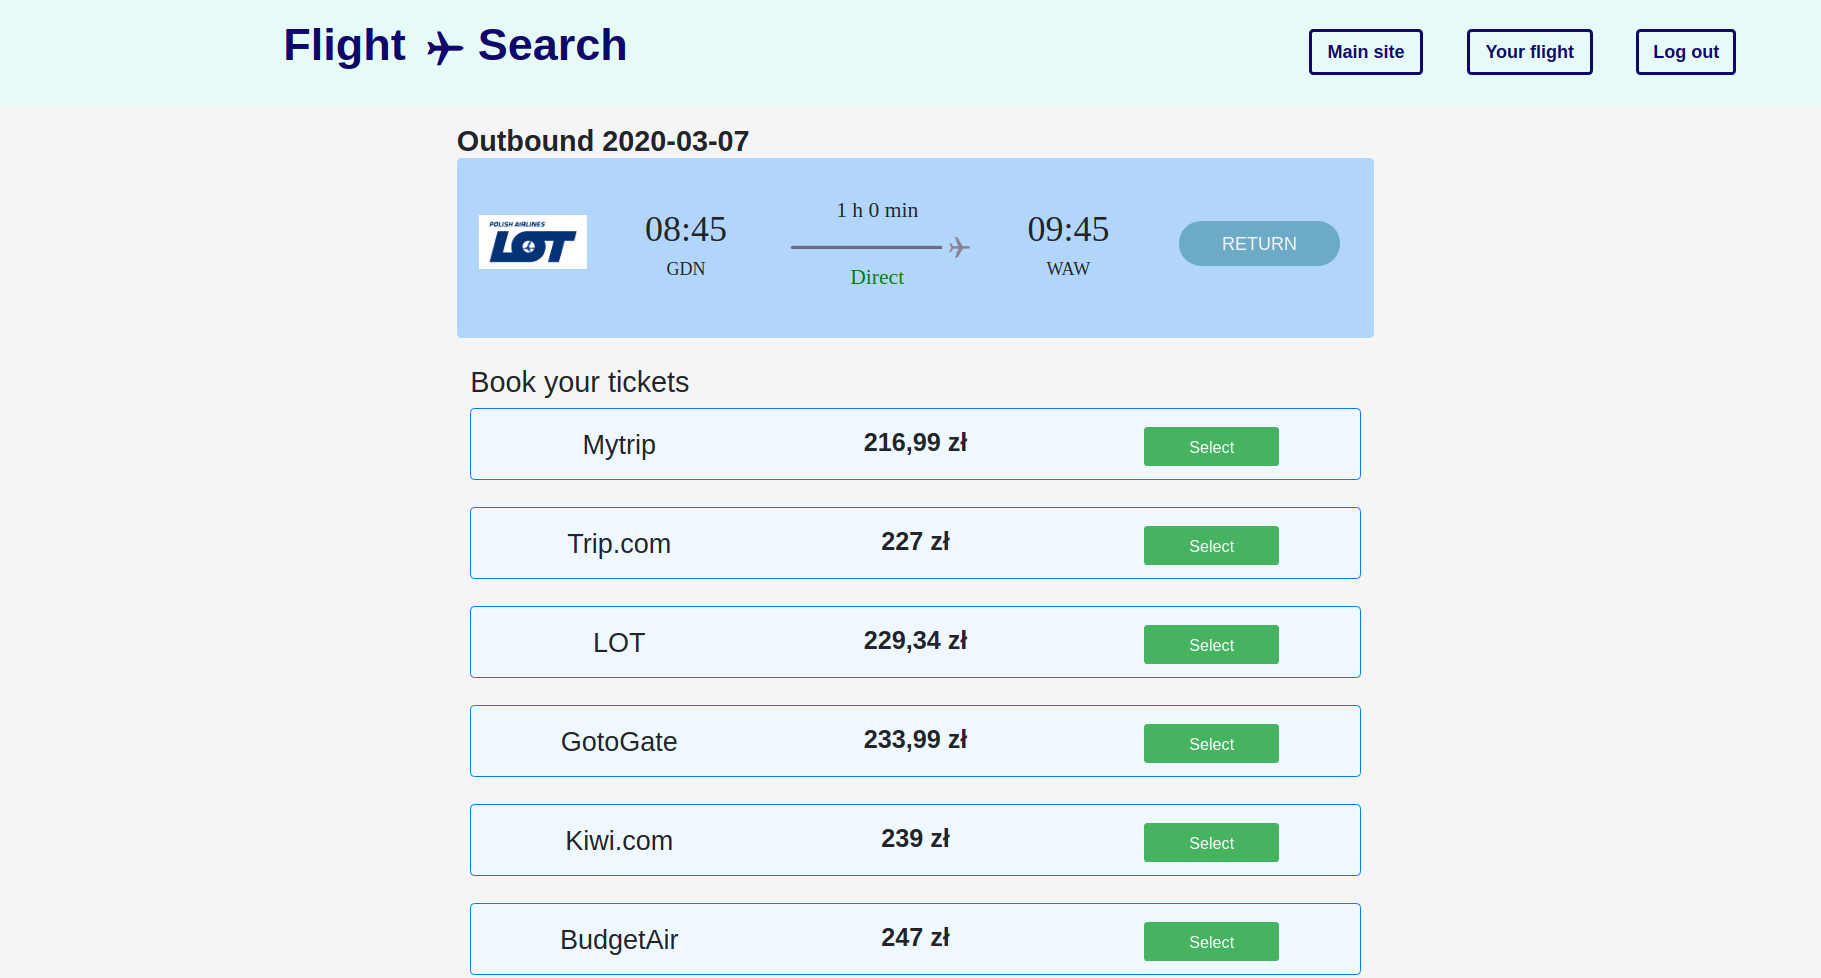 Flight Search
Main site
Your flight
Log out
Outbound 2020-03-07
POLISH AIRLINES
LOT
08:45
GDN
1 h 0 min
Direct
09:45
WAW
RETURN
Book your tickets
Mytrip 216,99 zł Select
Trip.com 227 zł Select
LOT 229,34 zł Select
GotoGate 233,99 zł Select
Kiwi.com 239 zł Select
BudgetAir 247 zł Select